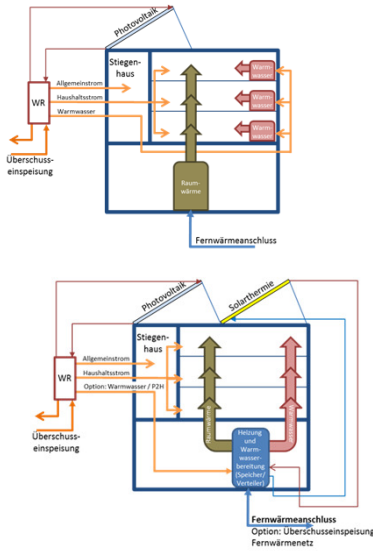 Photovoltaik
Stiegen-
haus
Warm-
wasser
Allgemeinstrom
WR
Haushaltsstrom
Warm-
wasser
Warmwasser
Warm-
wasser
Überschuss-
einspeisung
Raum-
wärme
Fernwärmeanschluss
Photovoltaik
Solarthermie
Stiegen-
haus
Allgemeinstrom
WR
Haushaltsstrom
Option: Warmwasser / P2H
Raumwärme
Warmwasser
Überschuss-
einspeisung
Heizung
und
Warm-
wasser-
bereitung
(Speicher/
Verteiler)
Fernwärmeanschluss
Option: Überschusseinspeisung
Fernwärmenetz